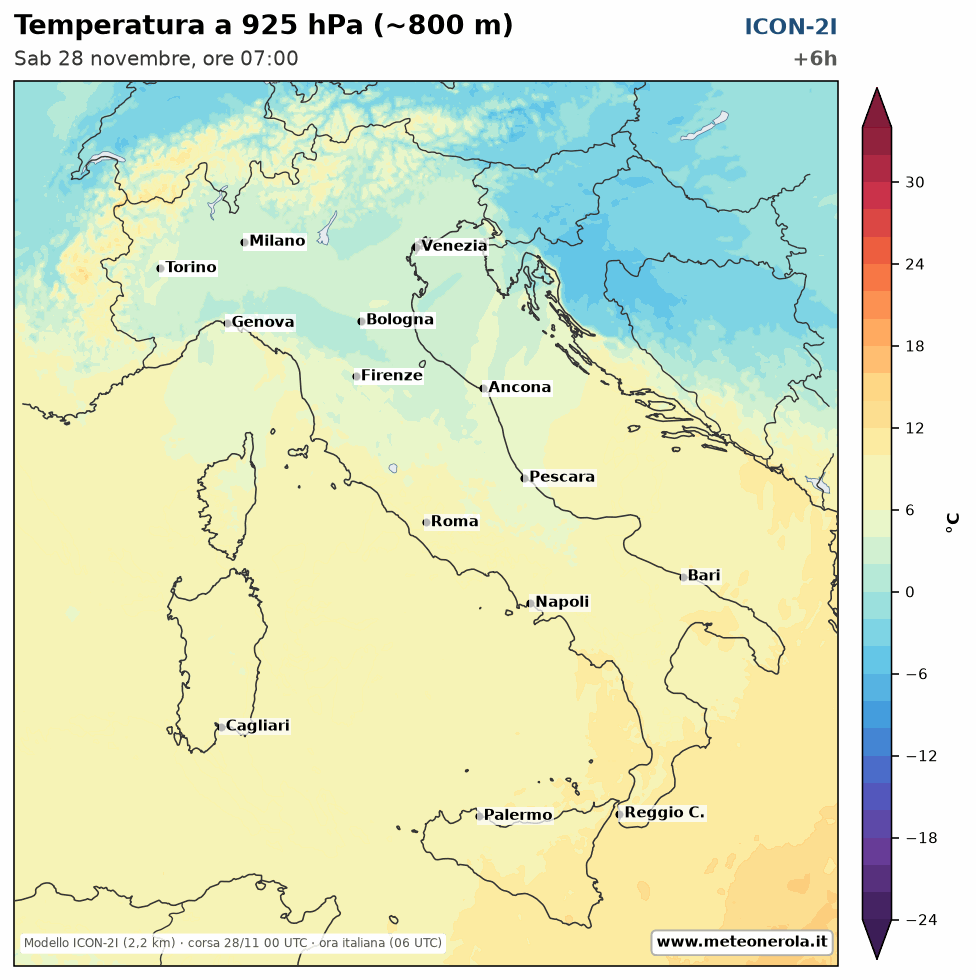 Temperatura a 925 hPa (~800 m)
ICON-2I
Sab 28 novembre, ore 07:00
+6h
Milano
Venezia
Torino
Genova
Bologna
Firenze
Ancona
Pescara
Roma
Bari
Napoli
Cagliari
Palermo
Reggio C.
30
24
18
12
6
0
−6
−12
−18
−24
°C
Modello ICON-2I (2,2 km) · corsa 28/11 00 UTC · ora italiana (06 UTC)
www.meteonerola.it